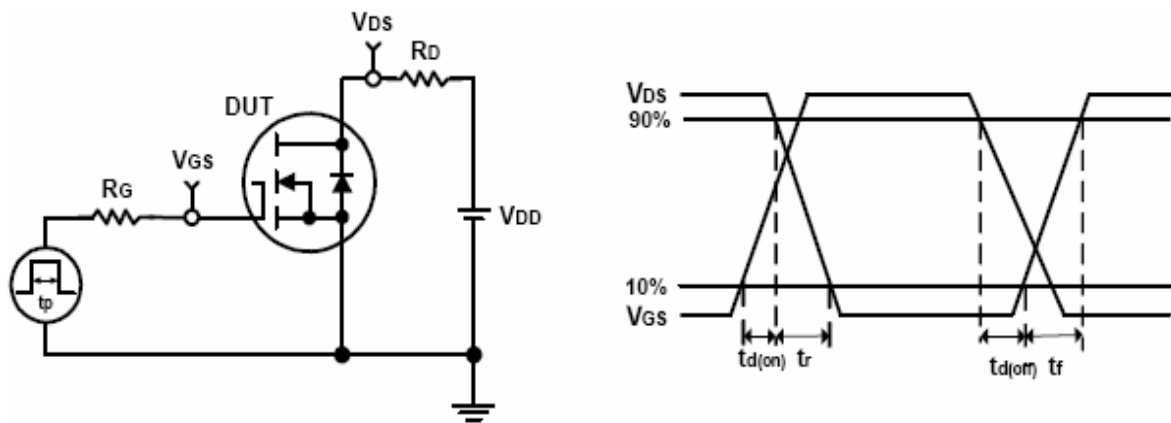 VDS
RD
DUT
VGS
RG
VDD
tp
VDS
90%
10%
VGS
td(on) tr
td(off) tf